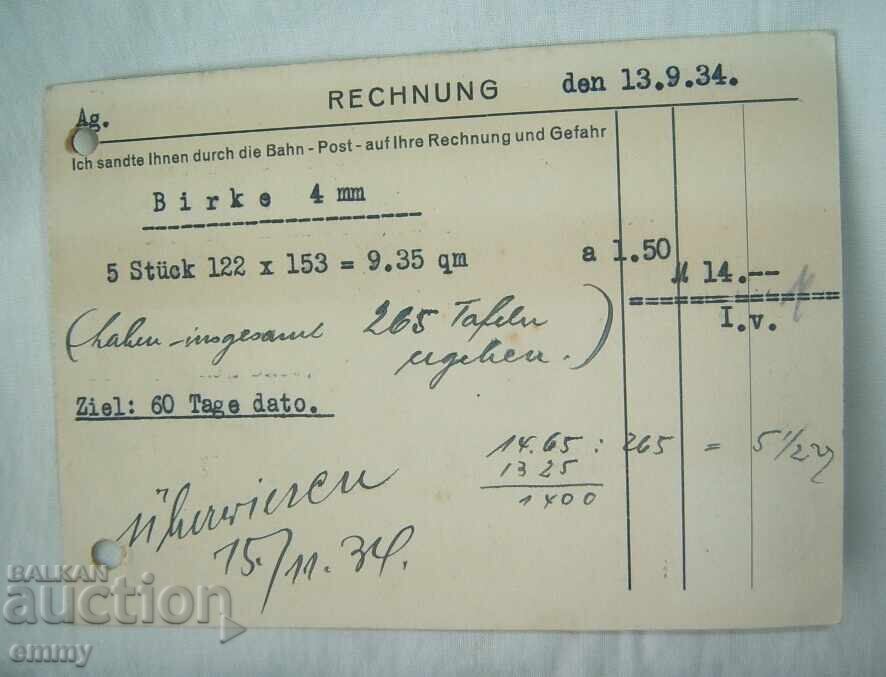 Ag. RECHNUNG den 13.9.34.
Ich sandte Ihnen durch die Bahn - Post - auf Ihre Rechnung und Gefahr
Birke 4 mm
5 Stück 122 x 153 = 9.35 qm a 1.50
M 14.--
I.v.
(haben insgesamt 265 Tafeln
ergeben.)
Ziel: 60 Tage dato.
14.65 : 265 = 5 1/2
1325
1400
überwiesen
15./11.34.
BALKAN
auction
emmy